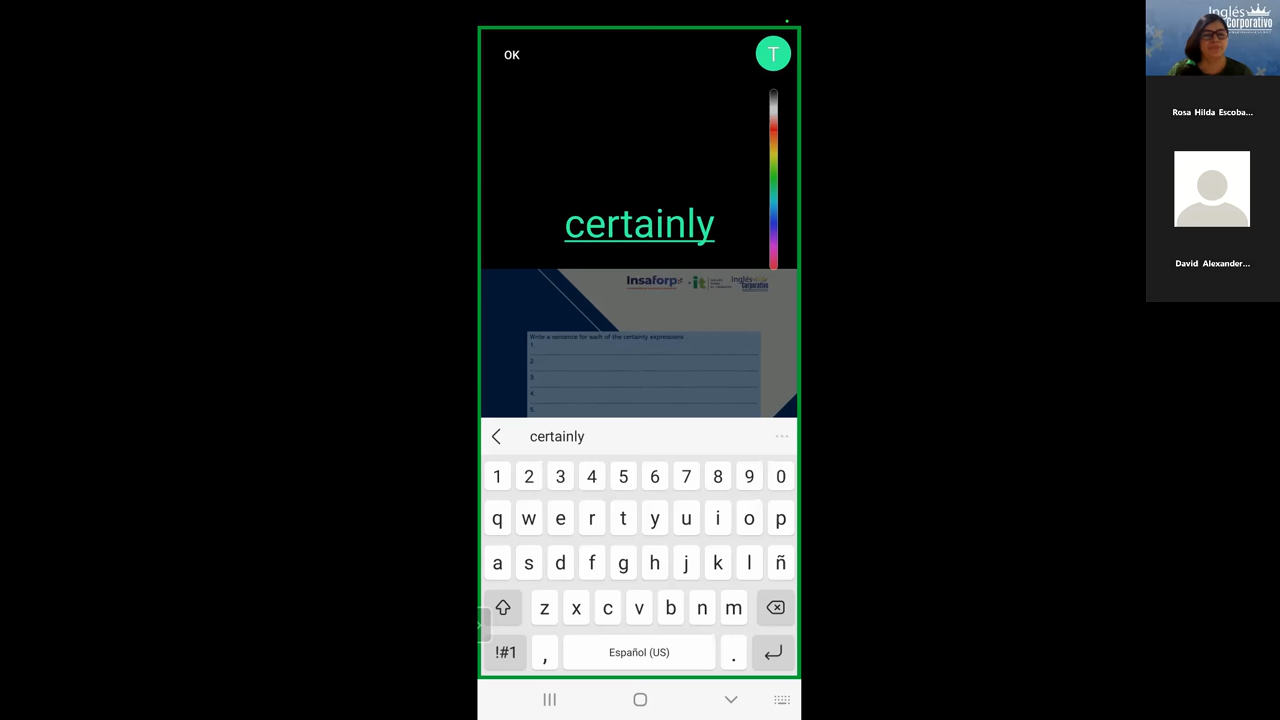 OK
T
certainly
Insaforp
it
Inglés
Corporativo
Write a sentence for each of the certainty expressions
1.
2.
3.
4.
5.
certainly
1 2 3 4 5 6 7 8 9 0
q w e r t y u i o p
a s d f g h j k l ñ
z x c v b n m
!#1 , Español (US) .
Inglés
Corporativo
Rosa Hilda Escoba...
David Alexander...